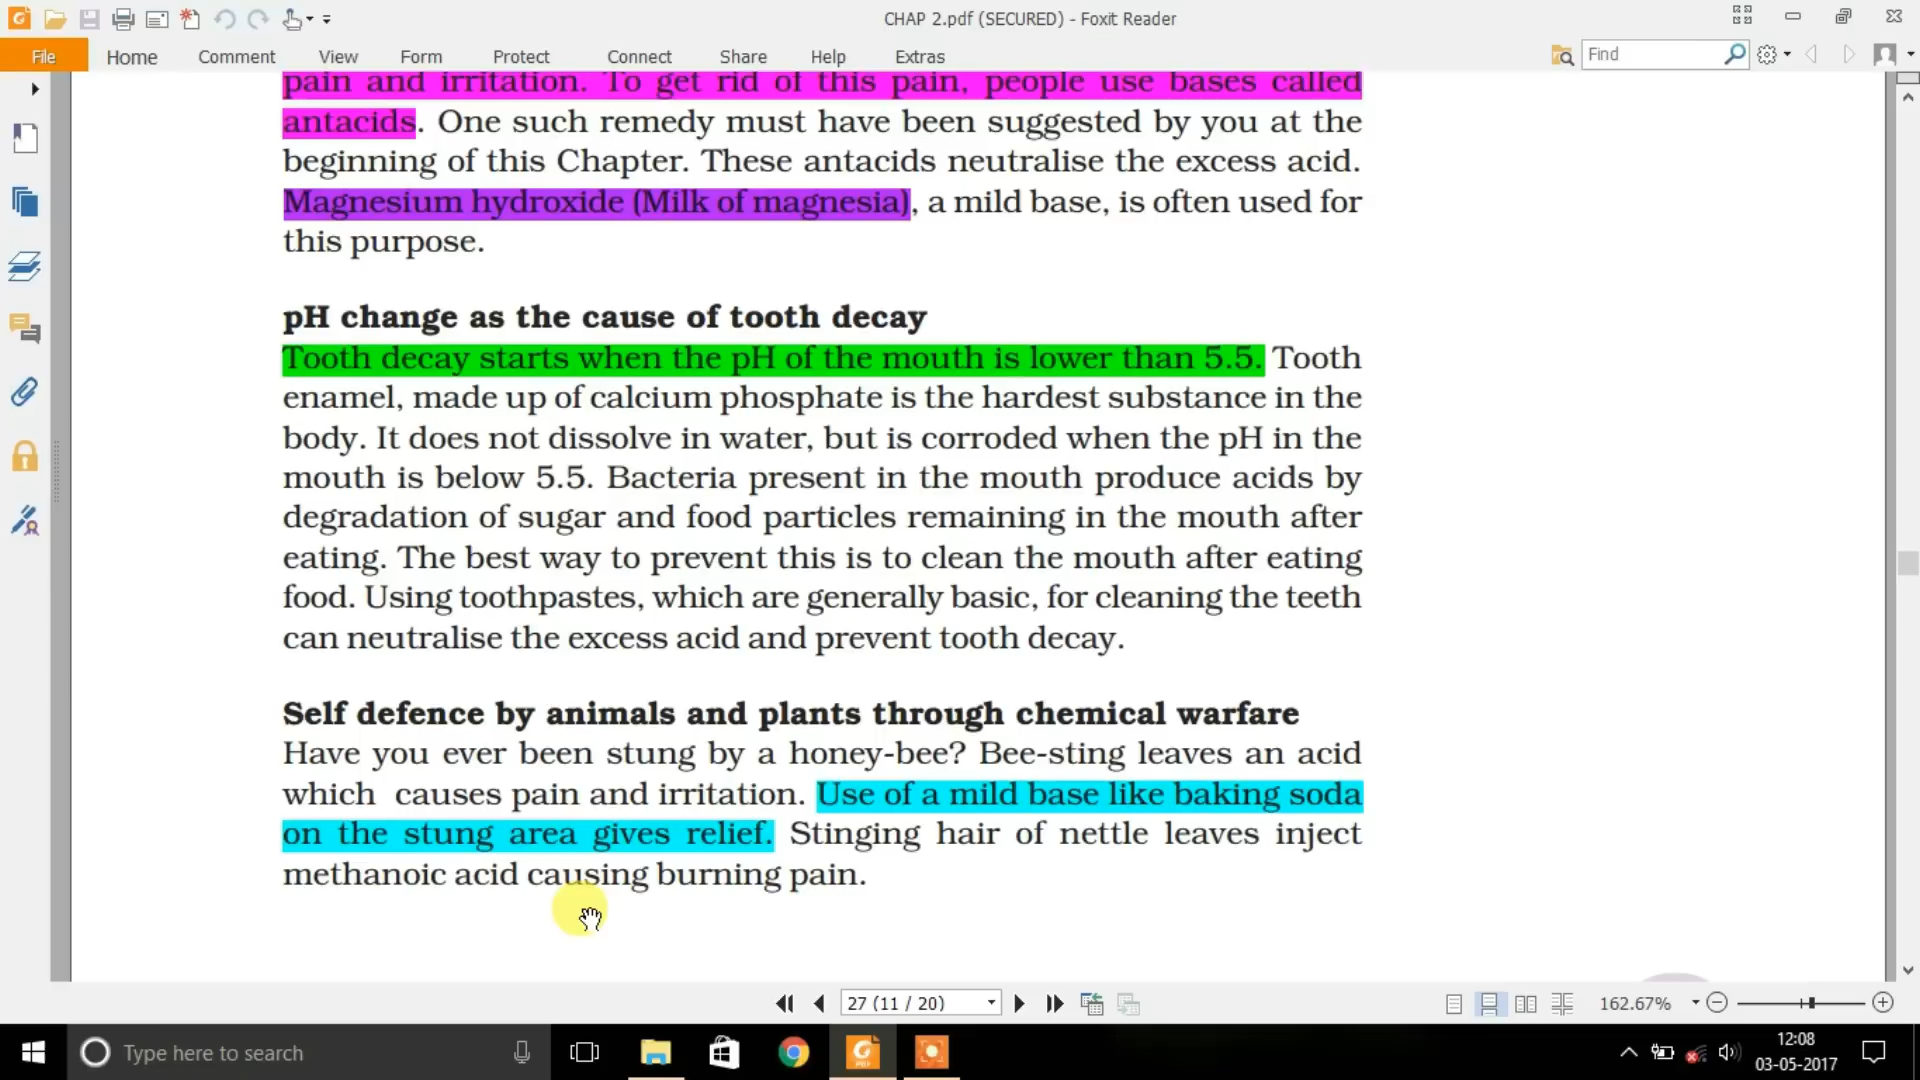 CHAP 2.pdf (SECURED) - Foxit Reader
File Home Comment View Form Protect Connect Share Help Extras Find
pain and irritation. To get rid of this pain, people use bases called
antacids. One such remedy must have been suggested by you at the
beginning of this Chapter. These antacids neutralise the excess acid.
Magnesium hydroxide (Milk of magnesia), a mild base, is often used for
this purpose.
pH change as the cause of tooth decay
Tooth decay starts when the pH of the mouth is lower than 5.5. Tooth
enamel, made up of calcium phosphate is the hardest substance in the
body. It does not dissolve in water, but is corroded when the pH in the
mouth is below 5.5. Bacteria present in the mouth produce acids by
degradation of sugar and food particles remaining in the mouth after
eating. The best way to prevent this is to clean the mouth after eating
food. Using toothpastes, which are generally basic, for cleaning the teeth
can neutralise the excess acid and prevent tooth decay.
Self defence by animals and plants through chemical warfare
Have you ever been stung by a honey-bee? Bee-sting leaves an acid
which causes pain and irritation. Use of a mild base like baking soda
on the stung area gives relief. Stinging hair of nettle leaves inject
methanoic acid causing burning pain.
27 (11 / 20) 162.67%
Type here to search
12:08
03-05-2017